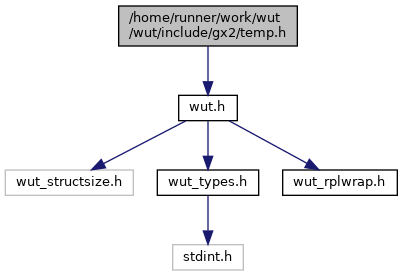 /home/runner/work/wut
/wut/include/gx2/temp.h
wut.h
wut_structsize.h
wut_types.h
wut_rplwrap.h
stdint.h